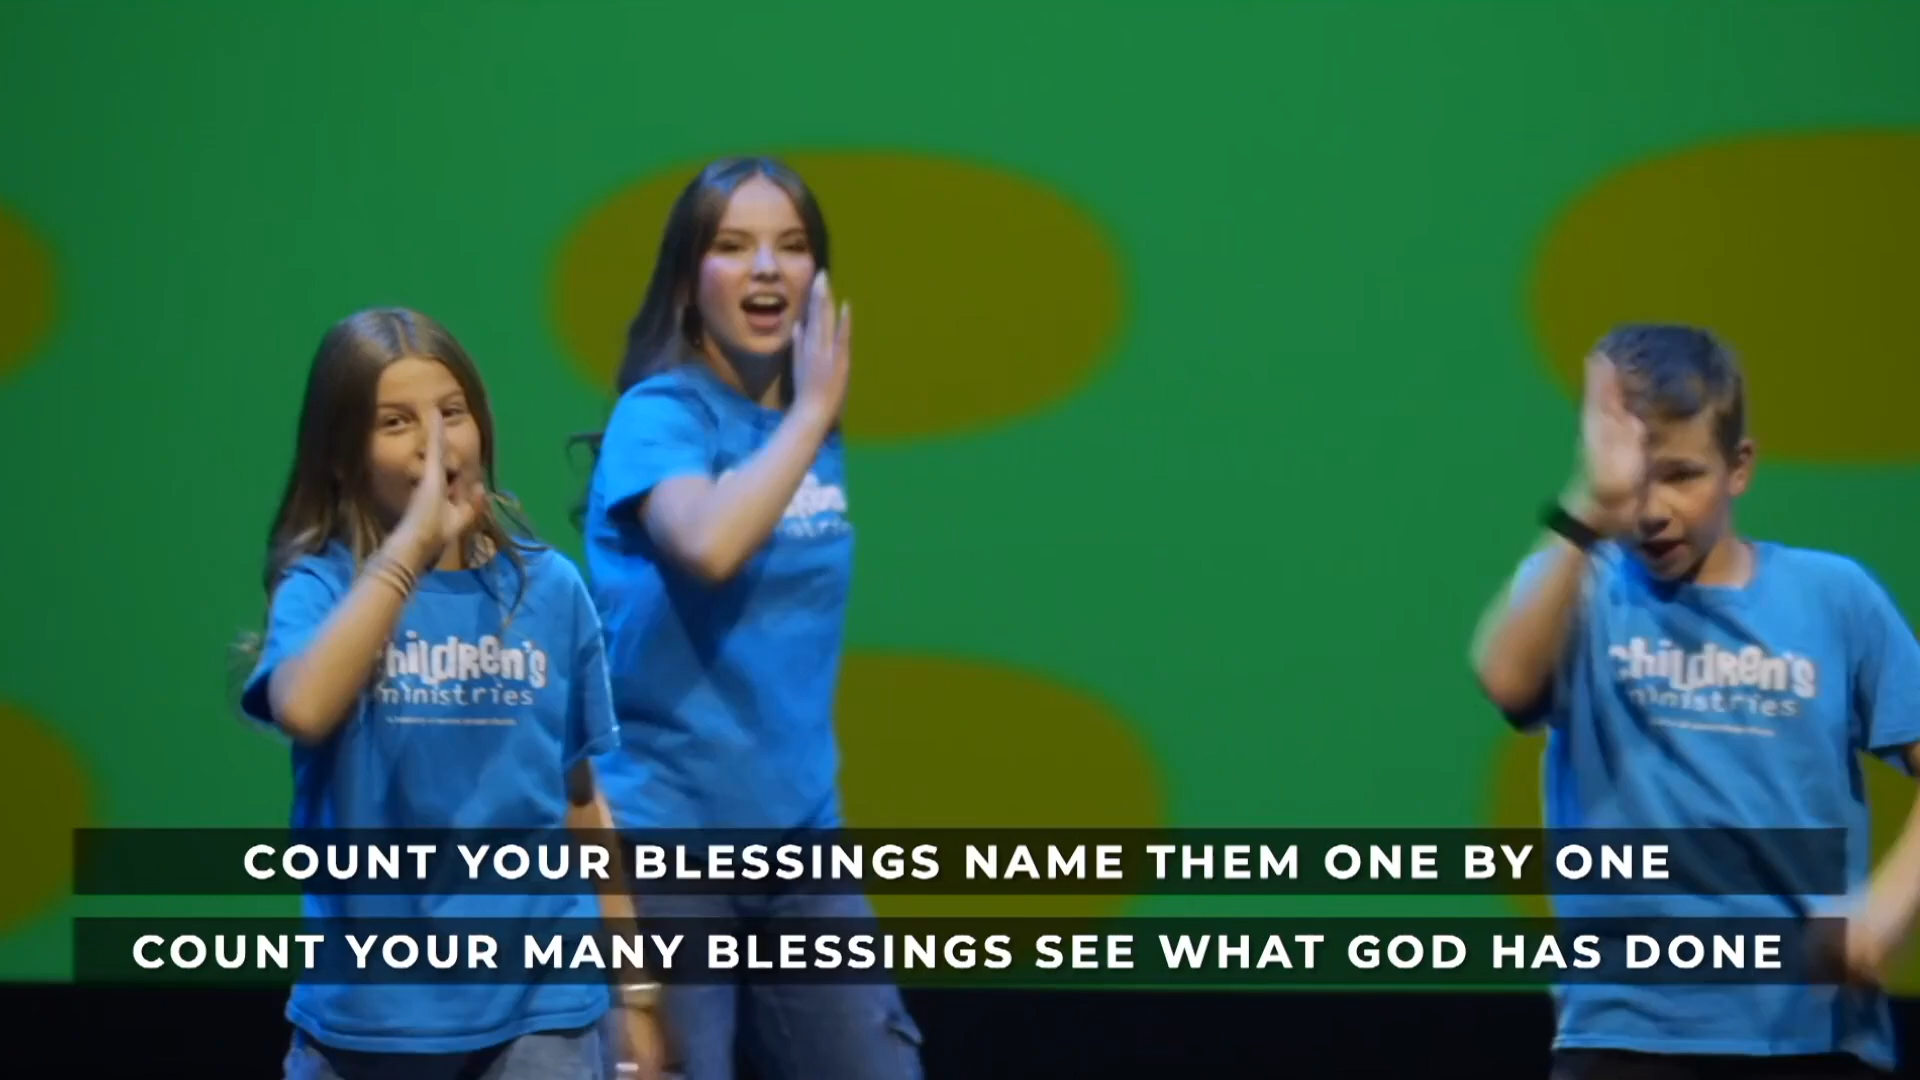 children's
ministries
children's
ministries
COUNT YOUR BLESSINGS NAME THEM ONE BY ONE
COUNT YOUR MANY BLESSINGS SEE WHAT GOD HAS DONE